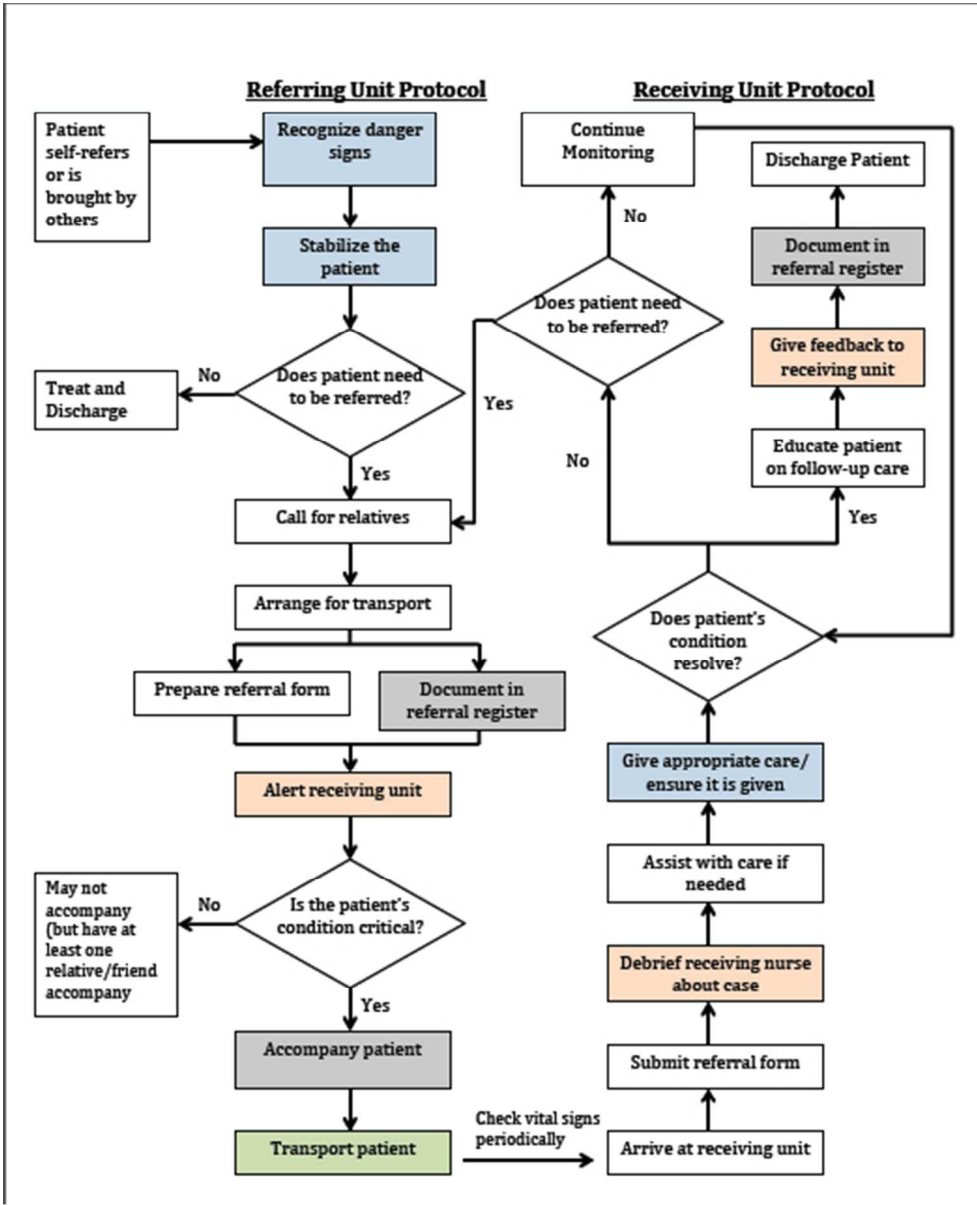 Referring Unit Protocol
Patient
self-refers
or is
brought by
others
Recognize danger
signs
Stabilize the
patient
Does patient need
to be referred?
No
Treat and
Discharge
Yes
Call for relatives
Arrange for transport
Prepare referral form
Document in
referral register
Alert receiving unit
Is the patient's
condition critical?
No
May not
accompany
(but have at
least one
relative/friend
accompany
Yes
Accompany patient
Transport patient
Check vital signs
periodically
Receiving Unit Protocol
Arrive at receiving unit
Submit referral form
Debrief receiving nurse
about case
Assist with care if
needed
Give appropriate care/
ensure it is given
Does patient's
condition
resolve?
No
Does patient need
to be referred?
Yes
No
Continue
Monitoring
Yes
Educate patient
on follow-up care
Give feedback to
receiving unit
Document in
referral register
Discharge Patient